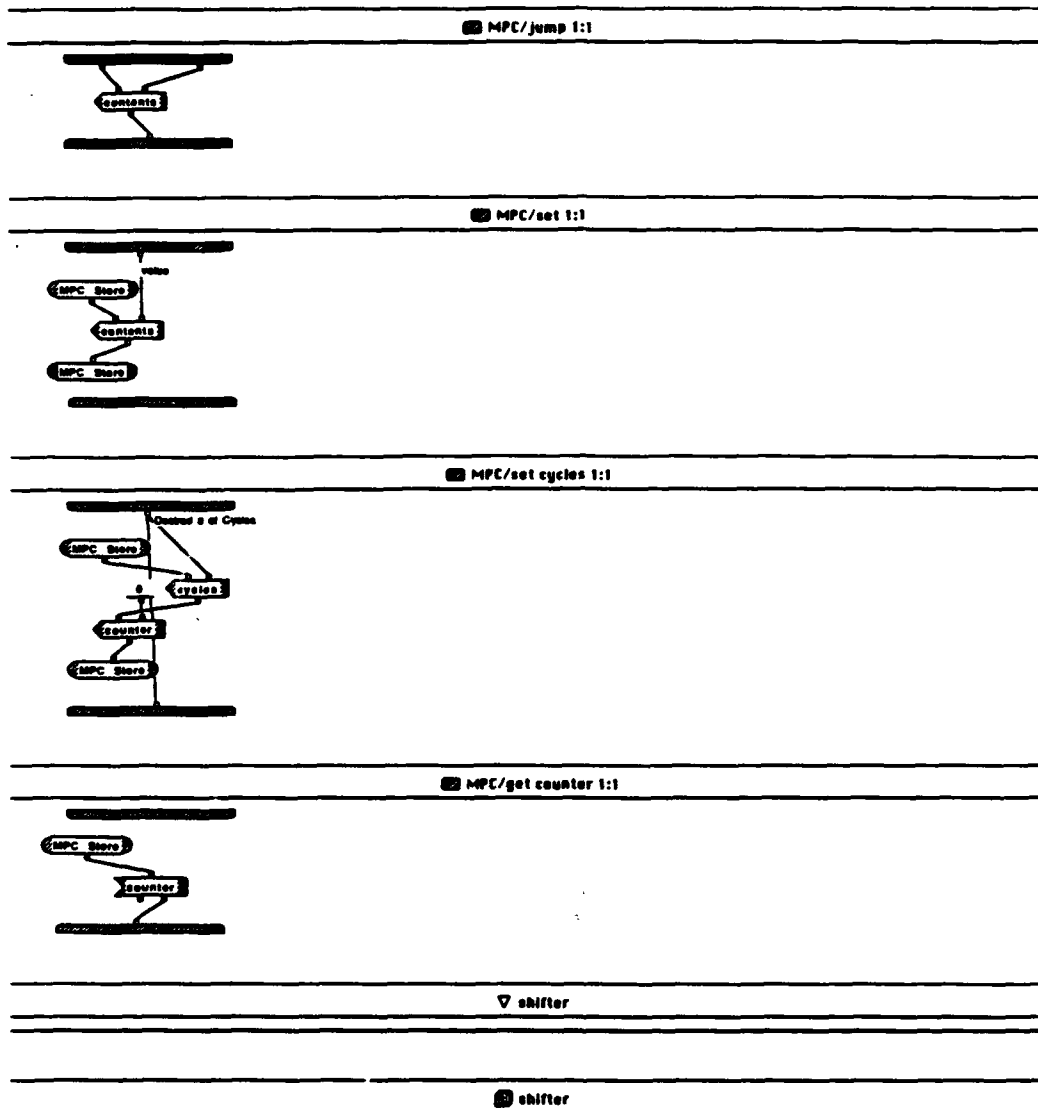 MPC/jump 1:1
contents
MPC/set 1:1
value
MPC Store
contents
MPC Store
MPC/set cycles 1:1
Desired # of Cycles
MPC Store
0 cycles
counter
MPC Store
MPC/get counter 1:1
MPC Store
counter
shifter
shifter